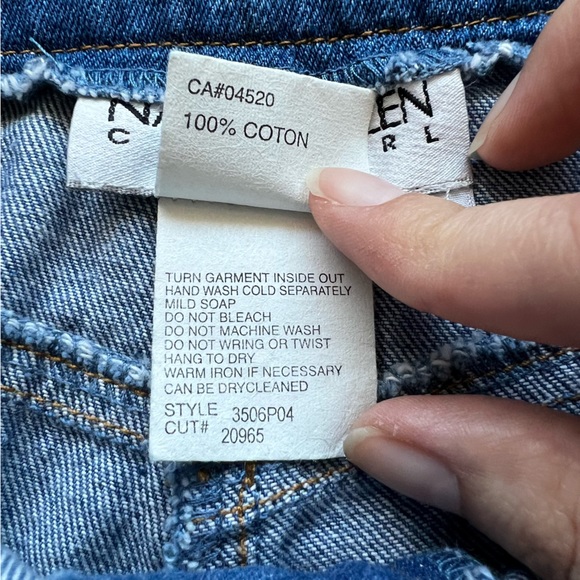 CA#04520
100% COTON
C R L
TURN GARMENT INSIDE OUT
HAND WASH COLD SEPARATELY
MILD SOAP
DO NOT BLEACH
DO NOT MACHINE WASH
DO NOT WRING OR TWIST
HANG TO DRY
WARM IRON IF NECESSARY
CAN BE DRYCLEANED
STYLE 3506P04
CUT# 20965